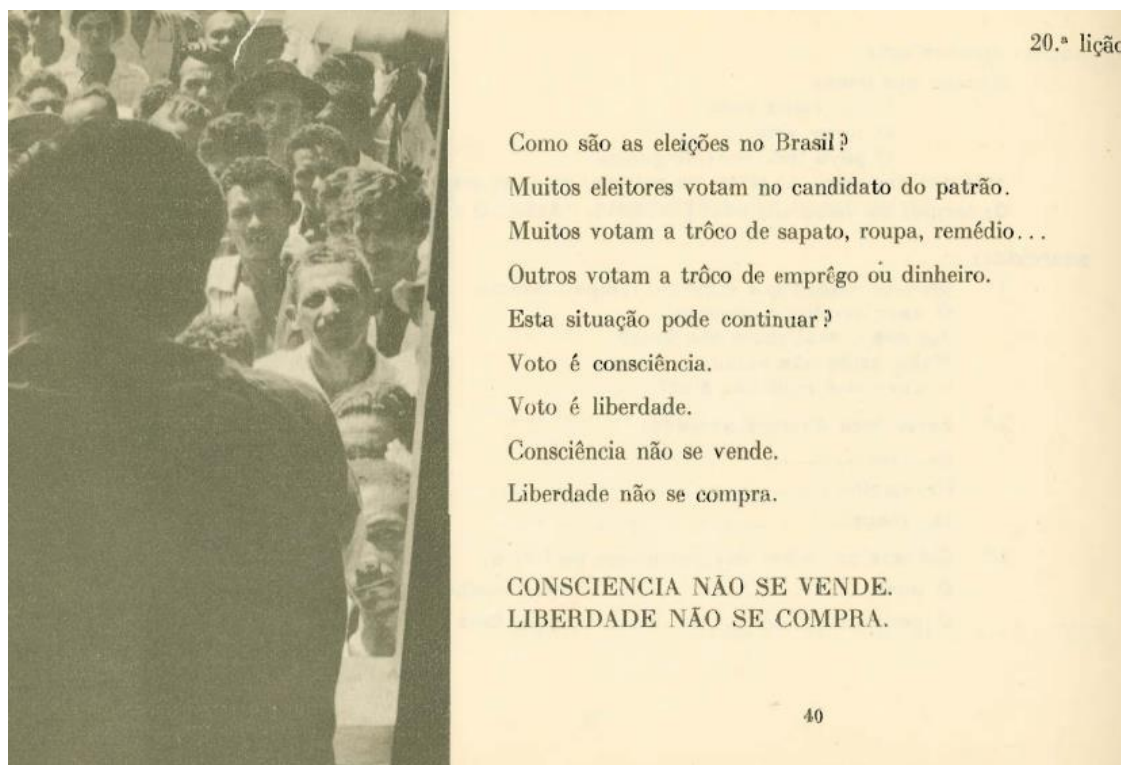 20.ª lição
Como são as eleições no Brasil?
Muitos eleitores votam no candidato do patrão.
Muitos votam a trôco de sapato, roupa, remédio...
Outros votam a trôco de emprêgo ou dinheiro.
Esta situação pode continuar?
Voto é consciência.
Voto é liberdade.
Consciência não se vende.
Liberdade não se compra.
CONSCIENCIA NÃO SE VENDE.
LIBERDADE NÃO SE COMPRA.
40